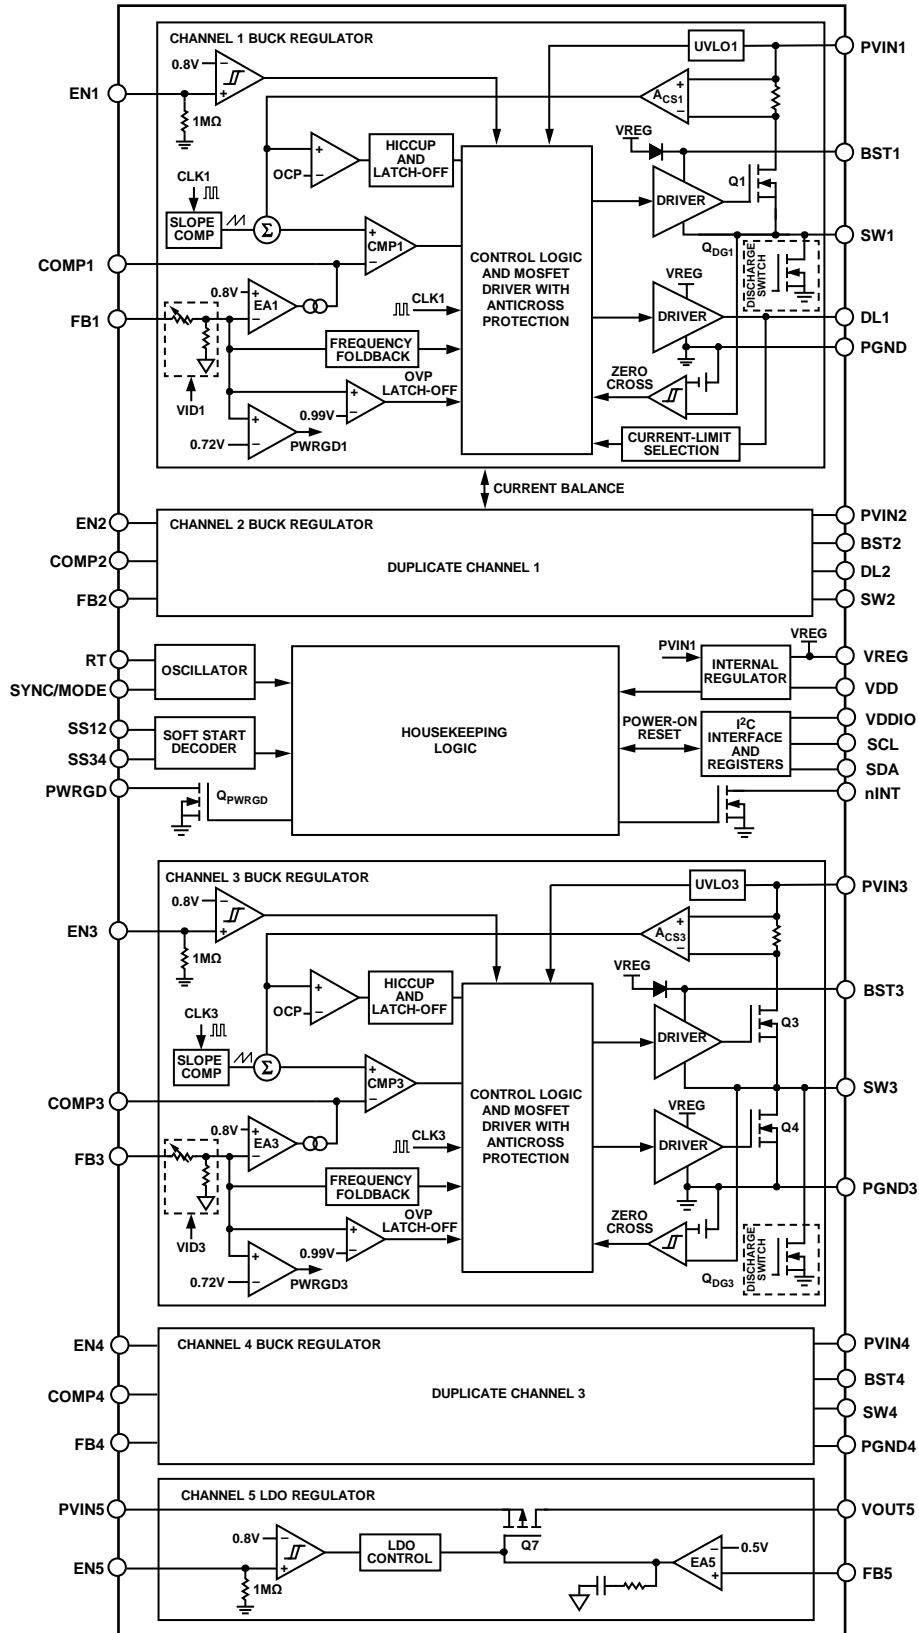 CHANNEL 1 BUCK REGULATOR
UVLO1
PVIN1
0.8V
EN1
1MΩ
ACS1
VREG
BST1
HICCUP
AND
LATCH-OFF
OCP
Q1
DRIVER
CLK1
SLOPE
COMP
Σ
CMP1
SW1
QDG1
DISCHARGE
SWITCH
CONTROL LOGIC
AND MOSFET
DRIVER WITH
ANTICROSS
PROTECTION
COMP1
0.8V
EA1
CLK1
VREG
DRIVER
DL1
FB1
PGND
FREQUENCY
FOLDBACK
VID1
OVP
LATCH-OFF
ZERO
CROSS
0.99V
0.72V
PWRGD1
CURRENT-LIMIT
SELECTION
CURRENT BALANCE
EN2
CHANNEL 2 BUCK REGULATOR
PVIN2
BST2
COMP2
DUPLICATE CHANNEL 1
DL2
FB2
SW2
RT
OSCILLATOR
SYNC/MODE
PVIN1
VREG
INTERNAL
REGULATOR
VREG
VDD
SS12
SOFT START
DECODER
SS34
HOUSEKEEPING
LOGIC
POWER-ON
RESET
I2C
INTERFACE
AND
REGISTERS
VDDIO
SCL
SDA
PWRGD
QPWRGD
nINT
CHANNEL 3 BUCK REGULATOR
UVLO3
PVIN3
0.8V
EN3
1MΩ
ACS3
VREG
BST3
HICCUP
AND
LATCH-OFF
OCP
Q3
DRIVER
CLK3
SLOPE
COMP
Σ
CMP3
SW3
CONTROL LOGIC
AND MOSFET
DRIVER WITH
ANTICROSS
PROTECTION
COMP3
0.8V
EA3
CLK3
VREG
DRIVER
Q4
FB3
PGND3
FREQUENCY
FOLDBACK
VID3
OVP
LATCH-OFF
ZERO
CROSS
0.99V
0.72V
PWRGD3
QDG3
DISCHARGE
SWITCH
EN4
CHANNEL 4 BUCK REGULATOR
PVIN4
BST4
COMP4
DUPLICATE CHANNEL 3
SW4
FB4
PGND4
CHANNEL 5 LDO REGULATOR
PVIN5
VOUT5
0.8V
LDO
CONTROL
Q7
0.5V
EA5
EN5
1MΩ
FB5